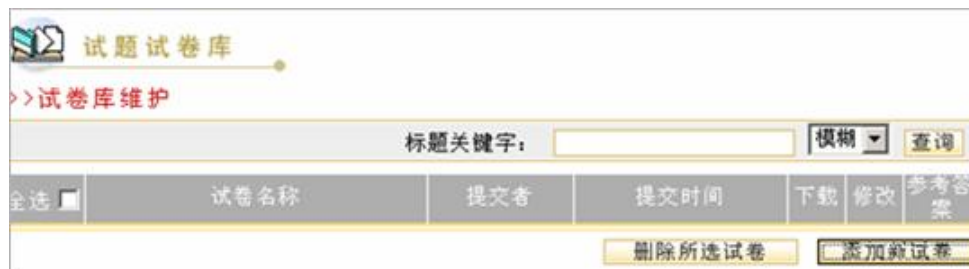 试题试卷库
>>试卷库维护
标题关键字： 模糊 查询
全选 试卷名称 提交者 提交时间 下载 修改 参考答案
删除所选试卷 添加新试卷